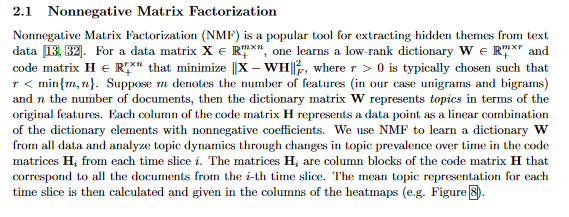 2.1 Nonnegative Matrix Factorization
Nonnegative Matrix Factorization (NMF) is a popular tool for extracting hidden themes from text
data [13, 32]. For a data matrix X ∈ ℝ₊ᵐˣⁿ, one learns a low-rank dictionary W ∈ ℝ₊ᵐˣʳ and
code matrix H ∈ ℝ₊ʳˣⁿ that minimize ‖X − WH‖²_F, where r > 0 is typically chosen such that
r < min{m, n}. Suppose m denotes the number of features (in our case unigrams and bigrams)
and n the number of documents, then the dictionary matrix W represents topics in terms of the
original features. Each column of the code matrix H represents a data point as a linear combination
of the dictionary elements with nonnegative coefficients. We use NMF to learn a dictionary W
from all data and analyze topic dynamics through changes in topic prevalence over time in the code
matrices Hᵢ from each time slice i. The matrices Hᵢ are column blocks of the code matrix H that
correspond to all the documents from the i-th time slice. The mean topic representation for each
time slice is then calculated and given in the columns of the heatmaps (e.g. Figure 8).